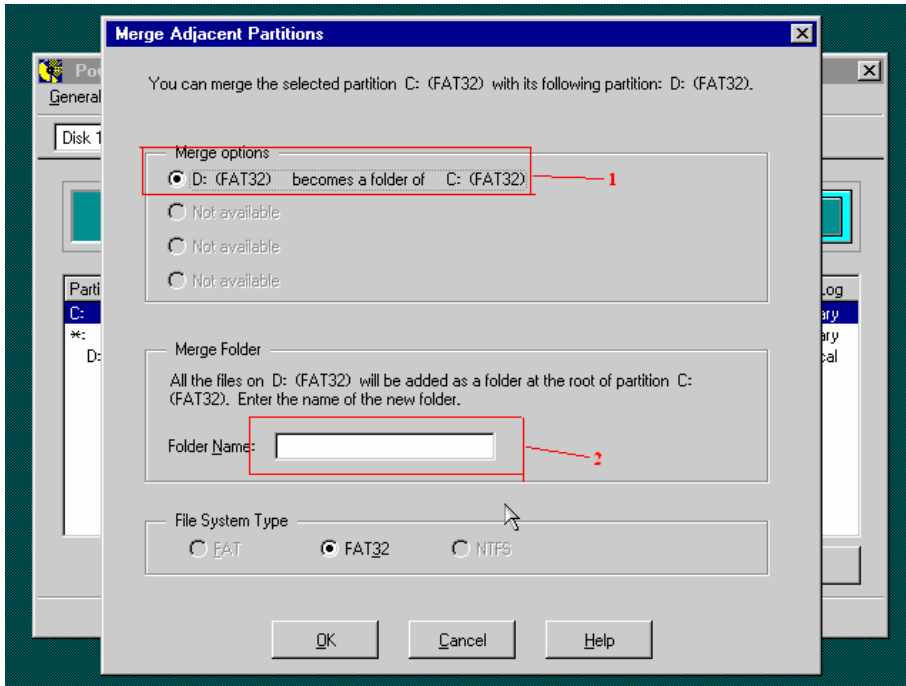 Merge Adjacent Partitions
Pow
General
Disk 1
You can merge the selected partition C: (FAT32) with its following partition: D: (FAT32).
Merge options
D: (FAT32) becomes a folder of C: (FAT32)
1
Not available
Not available
Not available
Parti
Log
C:
ary
*:
ary
D:
cal
Merge Folder
All the files on D: (FAT32) will be added as a folder at the root of partition C:
(FAT32). Enter the name of the new folder.
Folder Name:
2
File System Type
FAT
FAT32
NTFS
OK
Cancel
Help